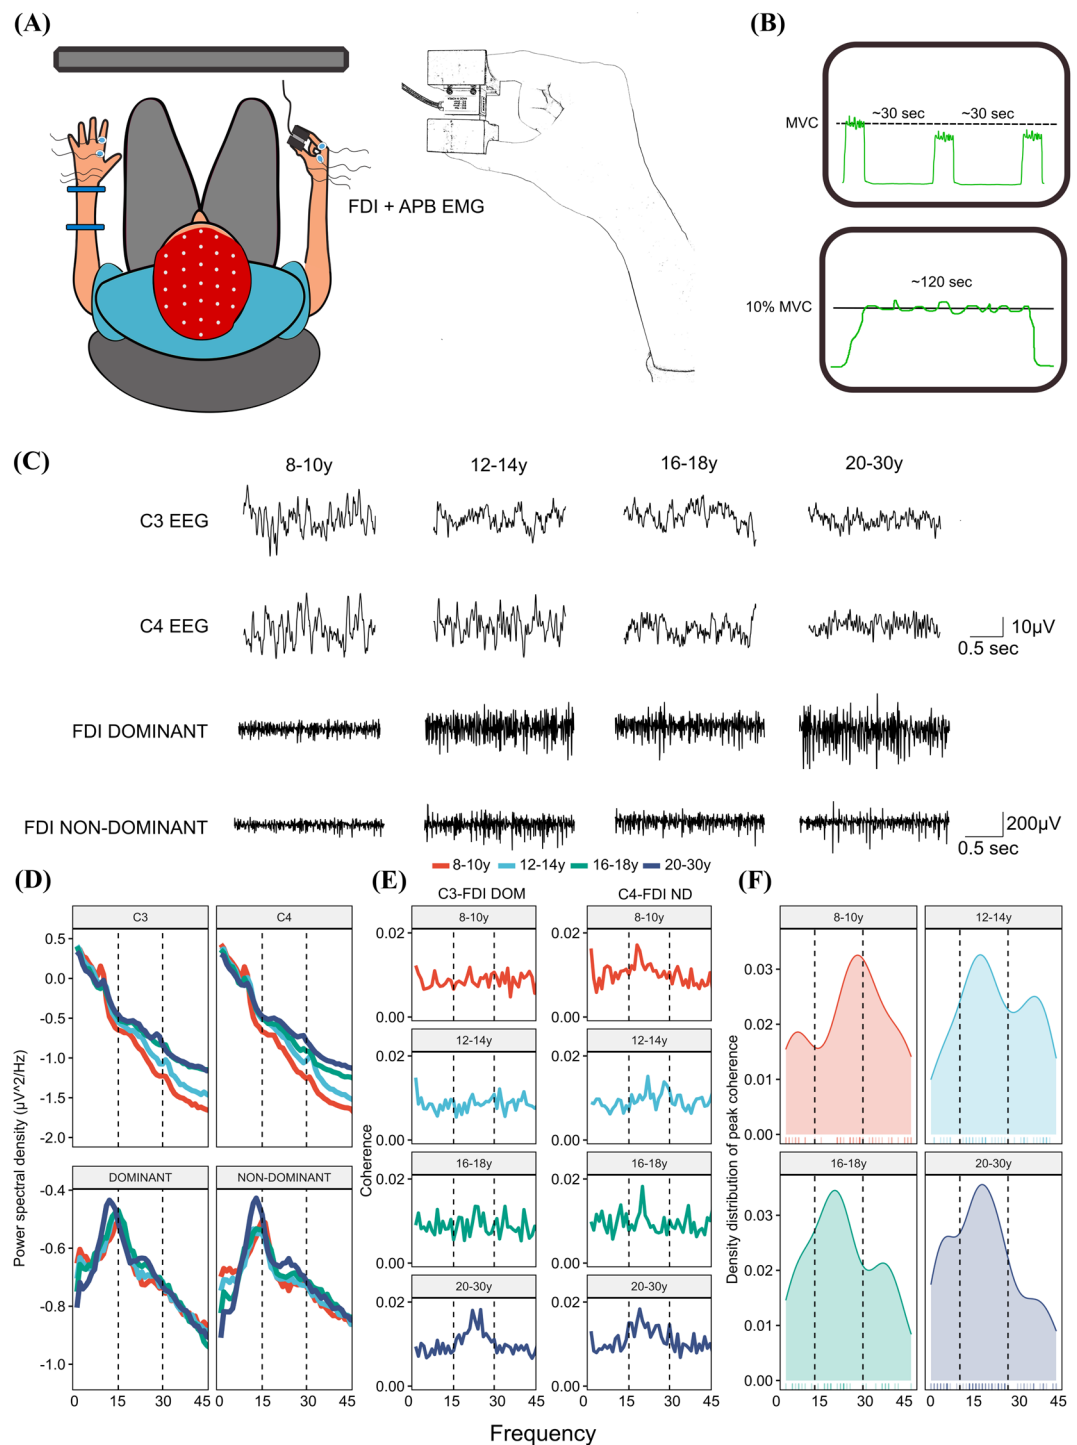 (A)
FDI + APB EMG
(B)
MVC
~30 sec
~30 sec
10% MVC
~120 sec
(C)
8-10y
12-14y
16-18y
20-30y
C3 EEG
C4 EEG
10µV
0.5 sec
FDI DOMINANT
FDI NON-DOMINANT
200µV
0.5 sec
8-10y 12-14y 16-18y 20-30y
(D)
C3
C4
0.5
0.0
-0.5
-1.0
-1.5
-2.0
DOMINANT
NON-DOMINANT
-0.4
-0.6
-0.8
-1.0
0 15 30 45
0 15 30 45
Power spectral density (µV^2/Hz)
(E)
C3-FDI DOM
C4-FDI ND
8-10y
8-10y
0.02
0.00
0.02
0.00
12-14y
12-14y
0.02
0.00
0.02
0.00
16-18y
16-18y
0.02
0.00
0.02
0.00
20-30y
20-30y
0.02
0.00
0.02
0.00
0 15 30 45
0 15 30 45
Coherence
Frequency
(F)
8-10y
12-14y
0.03
0.02
0.01
0.00
16-18y
20-30y
0.03
0.02
0.01
0.00
0 15 30 45
0 15 30 45
Density distribution of peak coherence